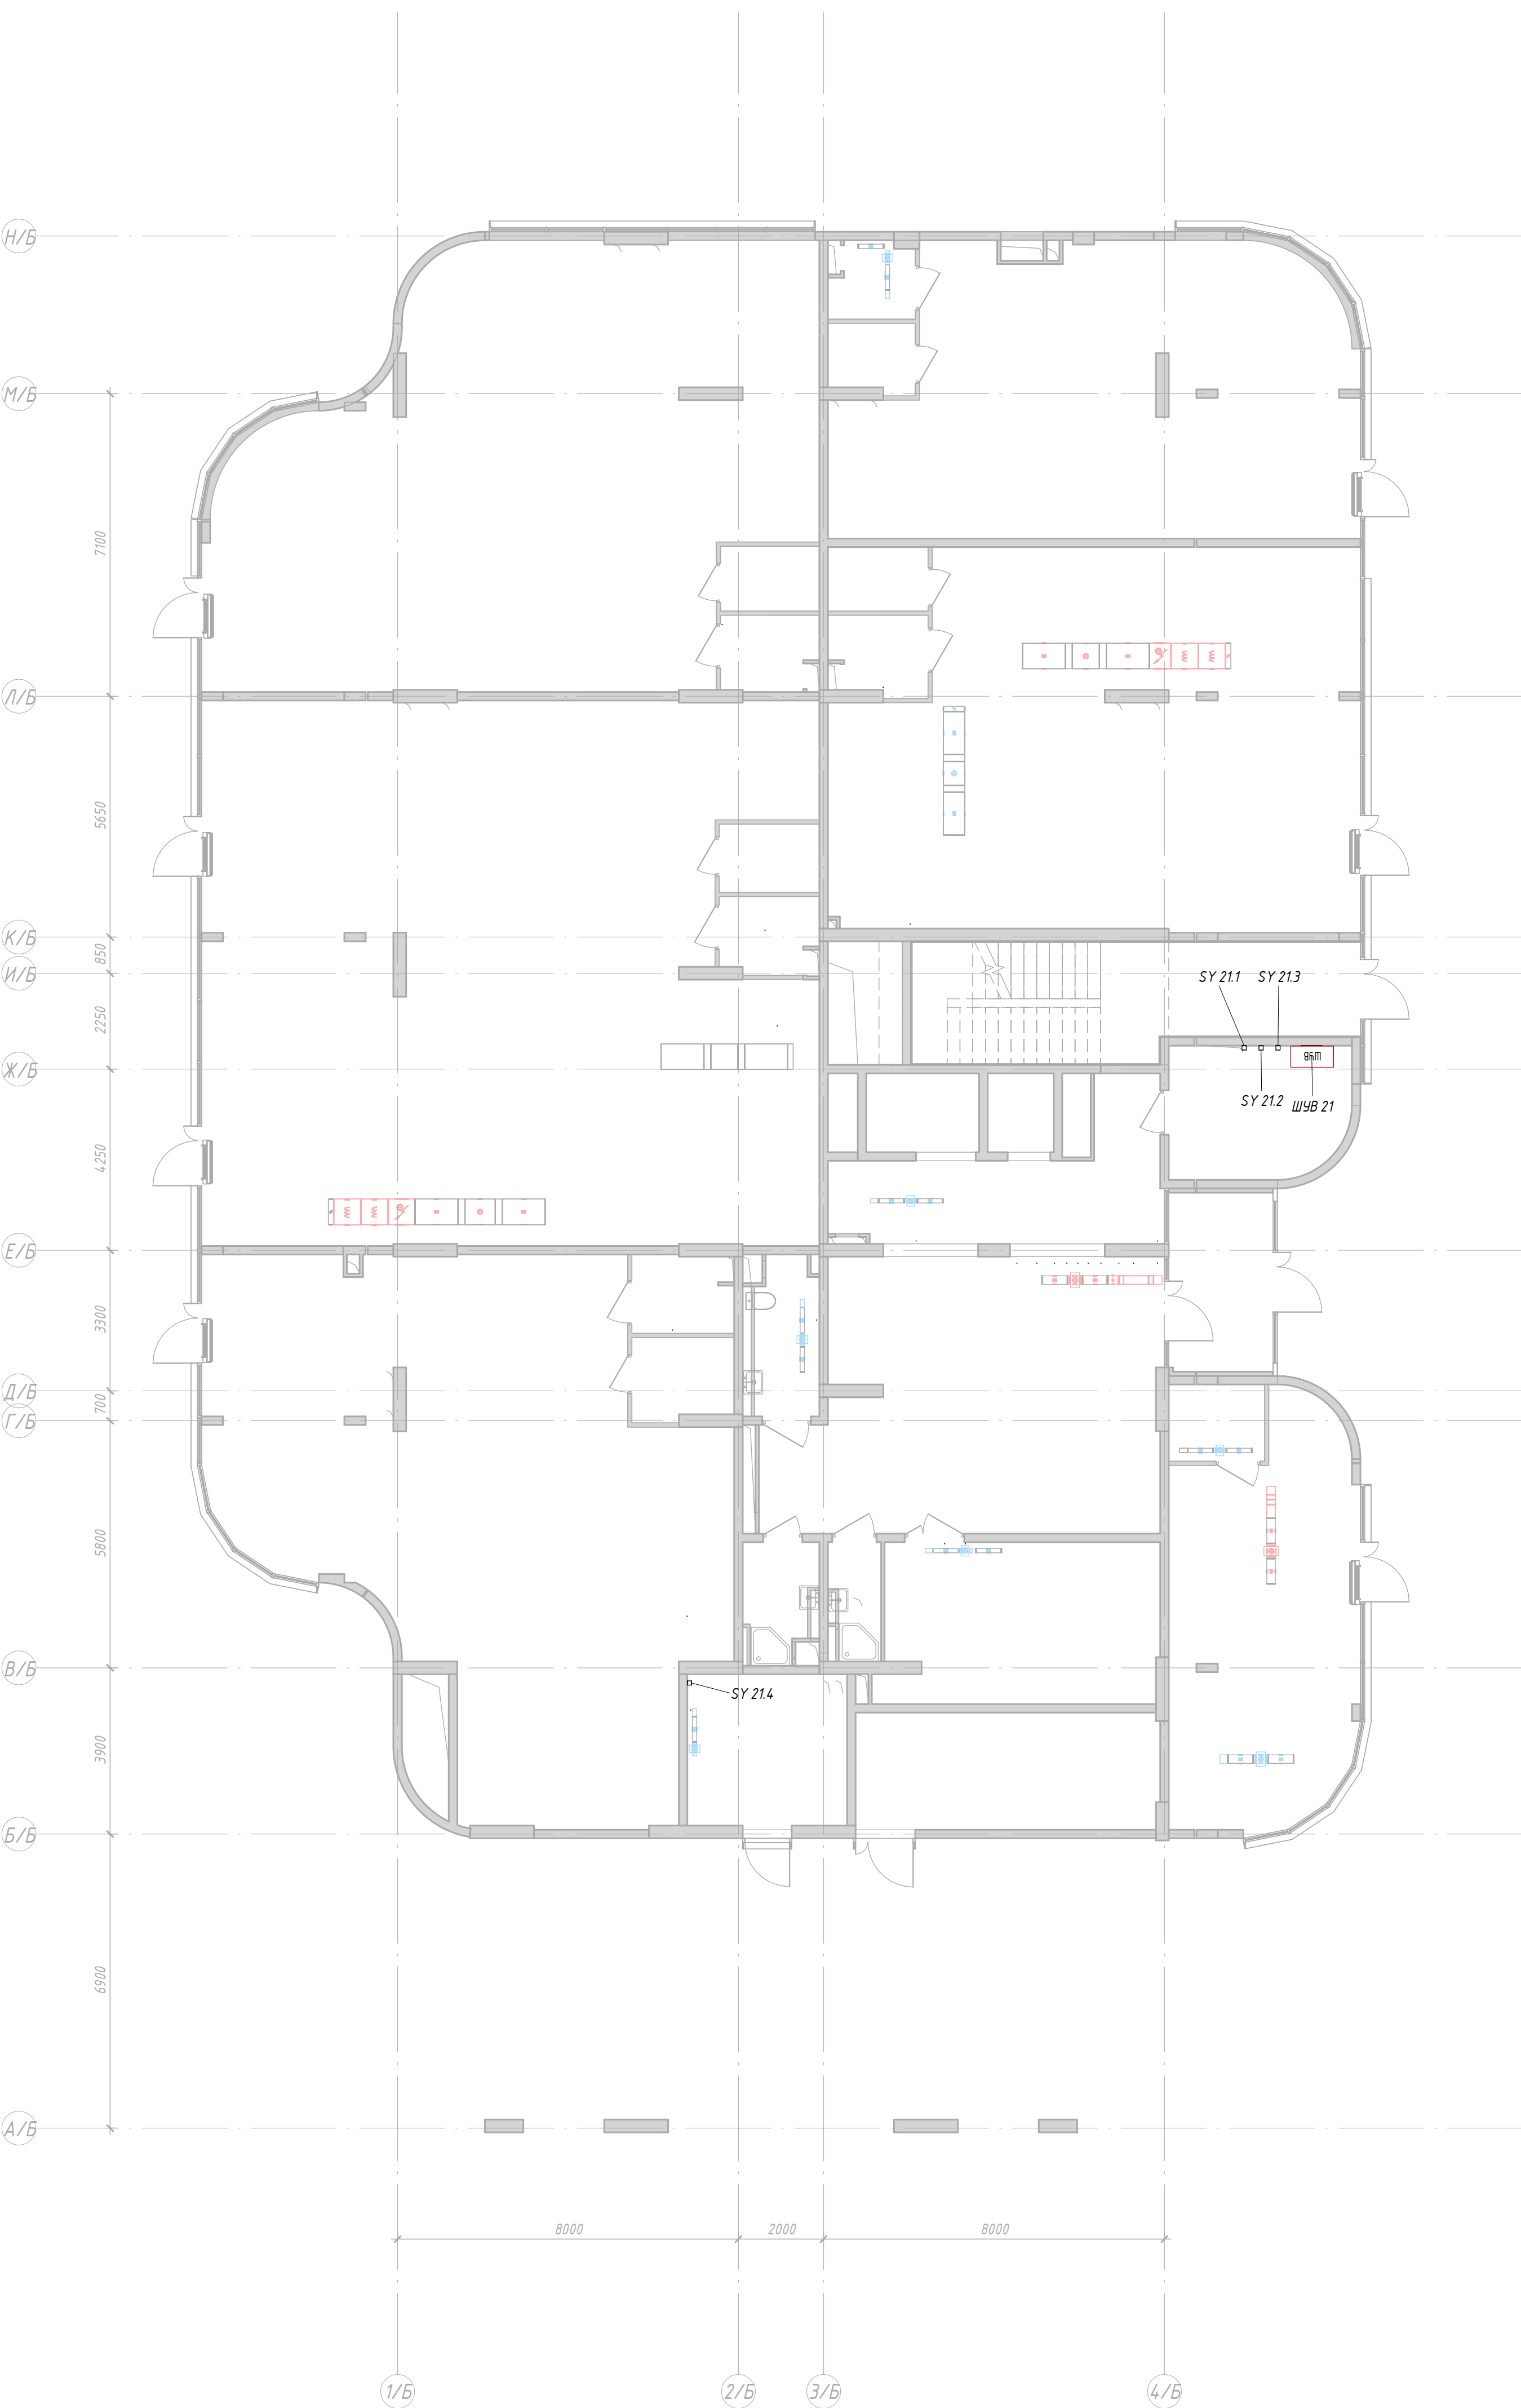 Н/Б
М/Б
7100
Л/Б
5650
К/Б
850
И/Б
SY 21.1
SY 21.3
2250
ШУВ
Ж/Б
SY 21.2
ШУВ 21
4250
Е/Б
3300
Д/Б
700
Г/Б
5800
В/Б
SY 21.4
3900
Б/Б
6900
А/Б
8000
2000
8000
1/Б
2/Б
3/Б
4/Б